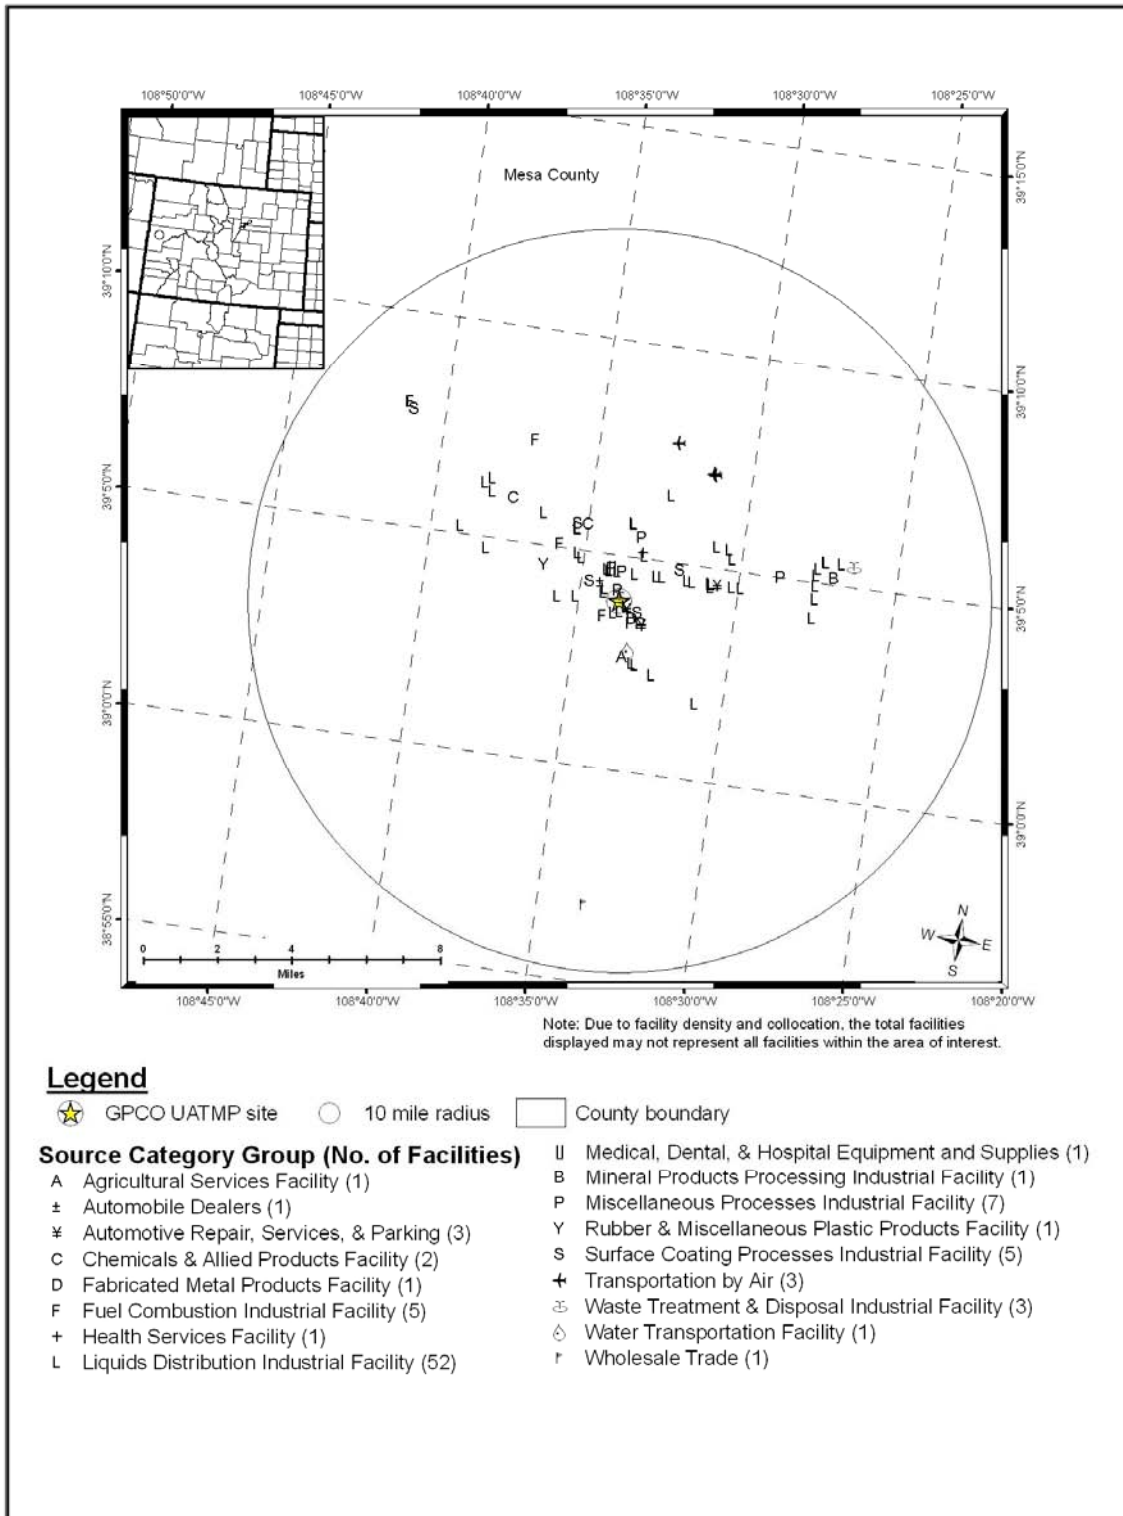 108°50'0"W 108°45'0"W 108°40'0"W 108°35'0"W 108°30'0"W 108°25'0"W
Mesa County
39°15'0"N
39°10'0"N
39°10'0"N
39°5'0"N
39°5'0"N
39°0'0"N
39°0'0"N
38°55'0"N
E
S
F
L
L
L
C
L
L
L
S
C
L
F
Y
L
P
S
L
L
B
P
A
L
L
N
W E
S
0 2 4 8
Miles
108°45'0"W 108°40'0"W 108°35'0"W 108°30'0"W 108°25'0"W 108°20'0"W
Note: Due to facility density and collocation, the total facilities
displayed may not represent all facilities within the area of interest.
Legend
GPCO UATMP site 10 mile radius County boundary
Source Category Group (No. of Facilities)
A Agricultural Services Facility (1)
± Automobile Dealers (1)
¥ Automotive Repair, Services, & Parking (3)
C Chemicals & Allied Products Facility (2)
D Fabricated Metal Products Facility (1)
F Fuel Combustion Industrial Facility (5)
+ Health Services Facility (1)
L Liquids Distribution Industrial Facility (52)
Medical, Dental, & Hospital Equipment and Supplies (1)
B Mineral Products Processing Industrial Facility (1)
P Miscellaneous Processes Industrial Facility (7)
Y Rubber & Miscellaneous Plastic Products Facility (1)
S Surface Coating Processes Industrial Facility (5)
Transportation by Air (3)
Waste Treatment & Disposal Industrial Facility (3)
Water Transportation Facility (1)
Wholesale Trade (1)